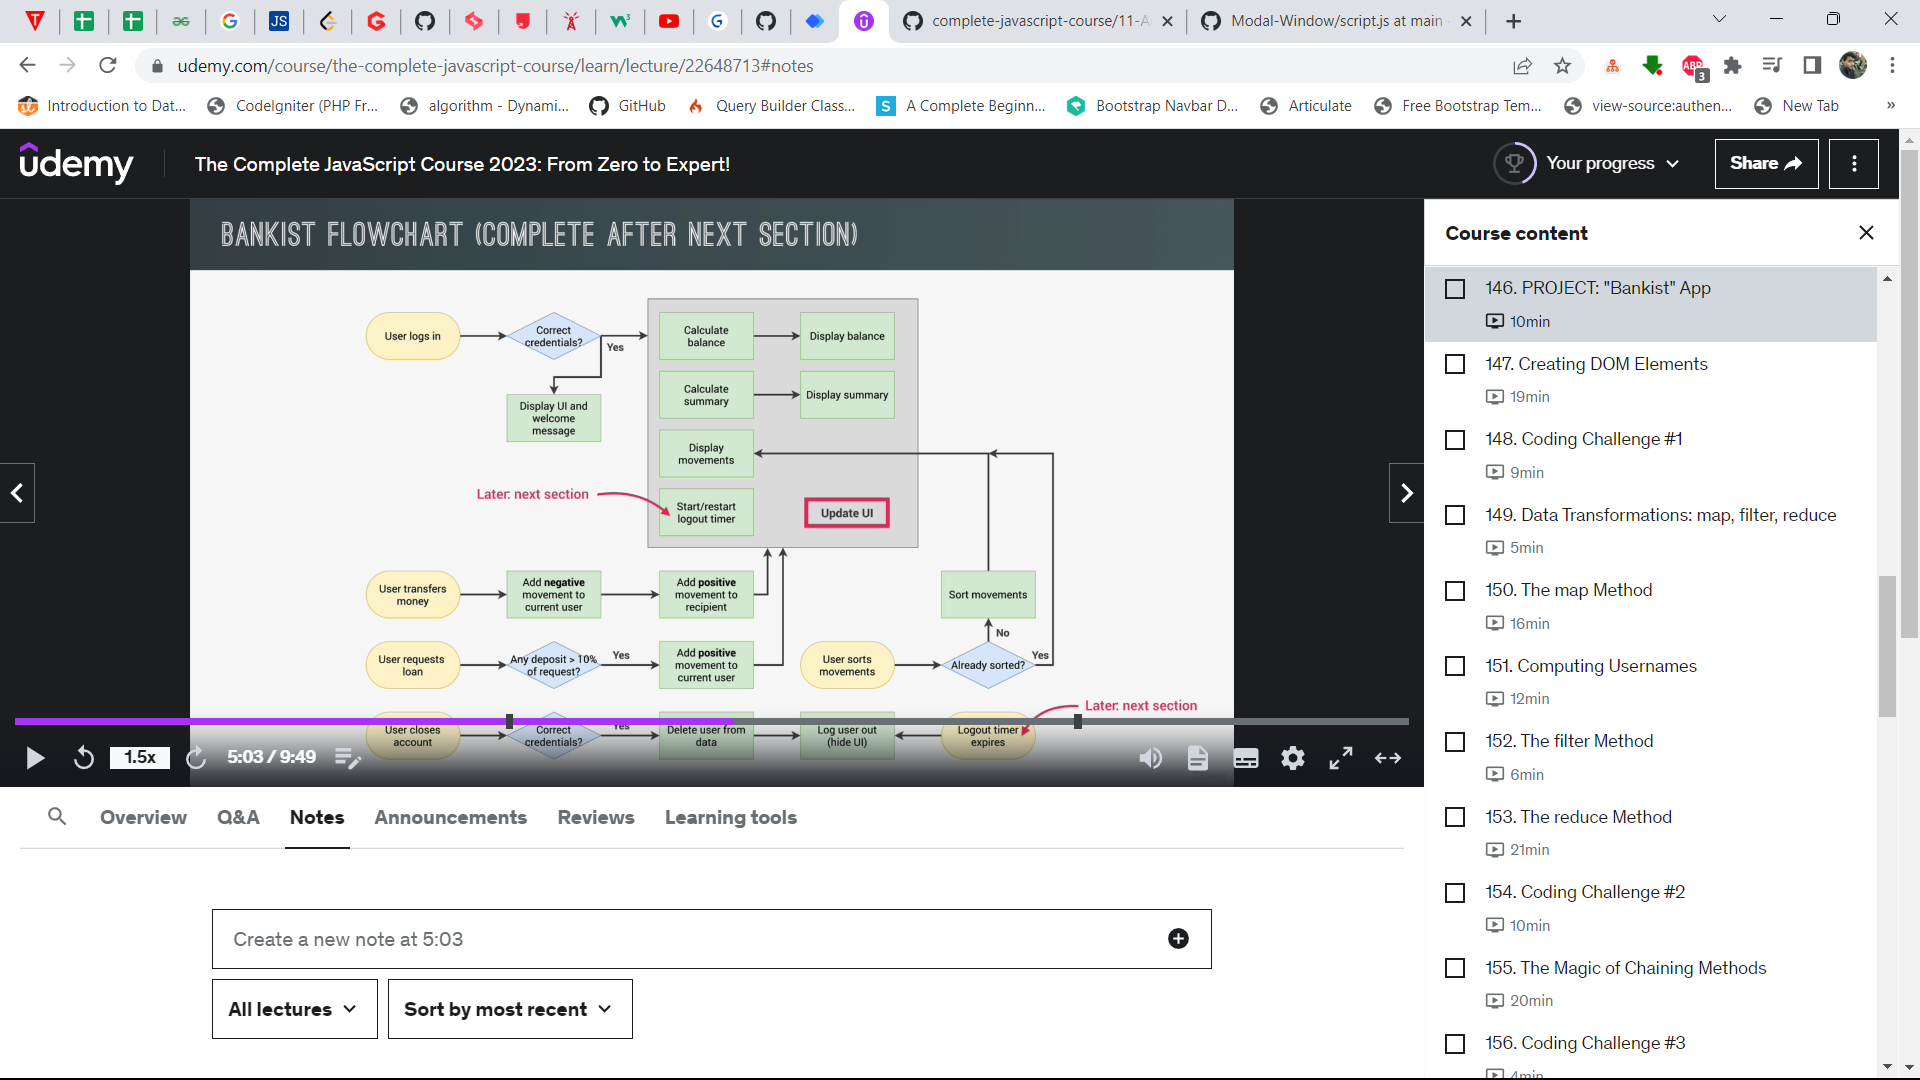 complete-javascript-course/11-A
Modal-Window/script.js at main
udemy.com/course/the-complete-javascript-course/learn/lecture/22648713#notes
ABP
3
Introduction to Dat...
CodeIgniter (PHP Fr...
algorithm - Dynami...
GitHub
Query Builder Class...
S
A Complete Beginn...
Bootstrap Navbar D...
Articulate
Free Bootstrap Tem...
view-source:authen...
New Tab
»
udemy
The Complete JavaScript Course 2023: From Zero to Expert!
Your progress
Share
BANKIST FLOWCHART (COMPLETE AFTER NEXT SECTION)
User logs in
Correct
credentials?
Yes
Display UI and
welcome
message
Calculate
balance
Display balance
Calculate
summary
Display summary
Display
movements
Later: next section
Start/restart
logout timer
Update UI
User transfers
money
Add negative
movement to
current user
Add positive
movement to
recipient
Sort movements
No
User requests
loan
Any deposit > 10%
of request?
Yes
Add positive
movement to
current user
User sorts
movements
Already sorted?
Yes
Later: next section
User closes
account
Correct
credentials?
Yes
Delete user from
data
Log user out
(hide UI)
Logout timer
expires
1.5x
5:03 / 9:49
Overview
Q&A
Notes
Announcements
Reviews
Learning tools
Create a new note at 5:03
All lectures
Sort by most recent
Course content
146. PROJECT: "Bankist" App
10min
147. Creating DOM Elements
19min
148. Coding Challenge #1
9min
149. Data Transformations: map, filter, reduce
5min
150. The map Method
16min
151. Computing Usernames
12min
152. The filter Method
6min
153. The reduce Method
21min
154. Coding Challenge #2
10min
155. The Magic of Chaining Methods
20min
156. Coding Challenge #3
4min